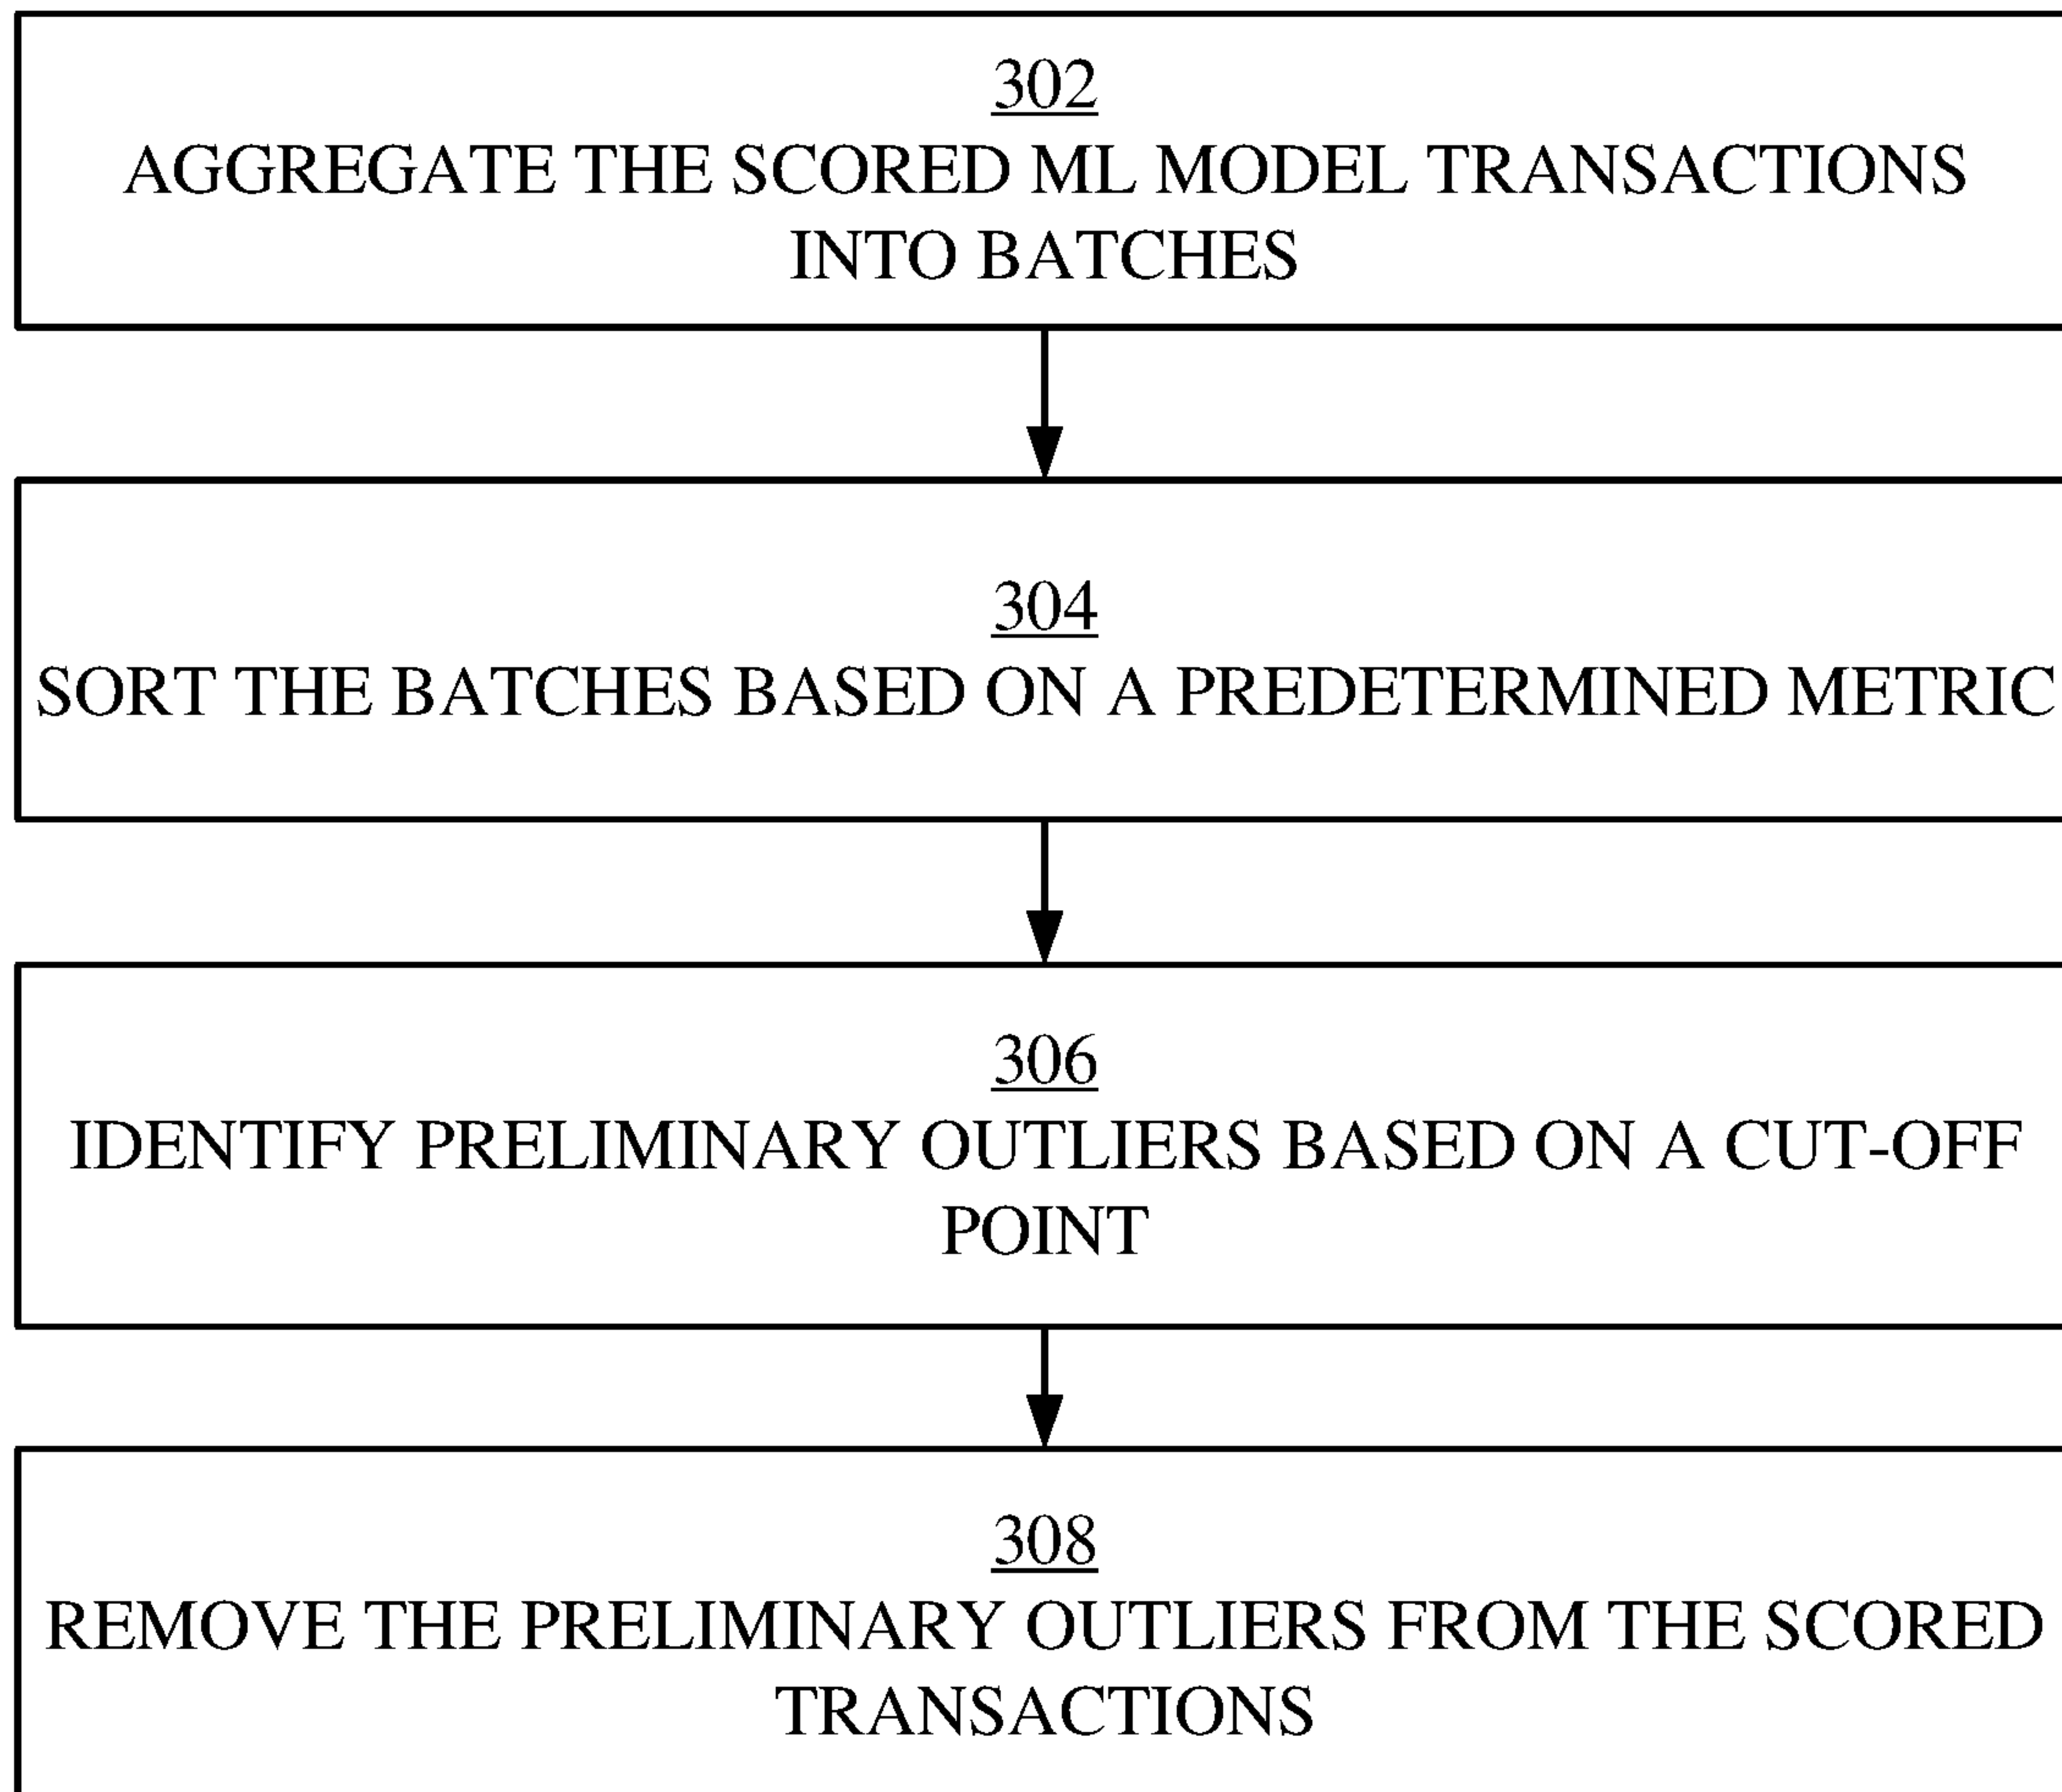 302
AGGREGATE THE SCORED ML MODEL TRANSACTIONS
INTO BATCHES
304
SORT THE BATCHES BASED ON A PREDETERMINED METRIC
306
IDENTIFY PRELIMINARY OUTLIERS BASED ON A CUT-OFF
POINT
308
REMOVE THE PRELIMINARY OUTLIERS FROM THE SCORED
TRANSACTIONS